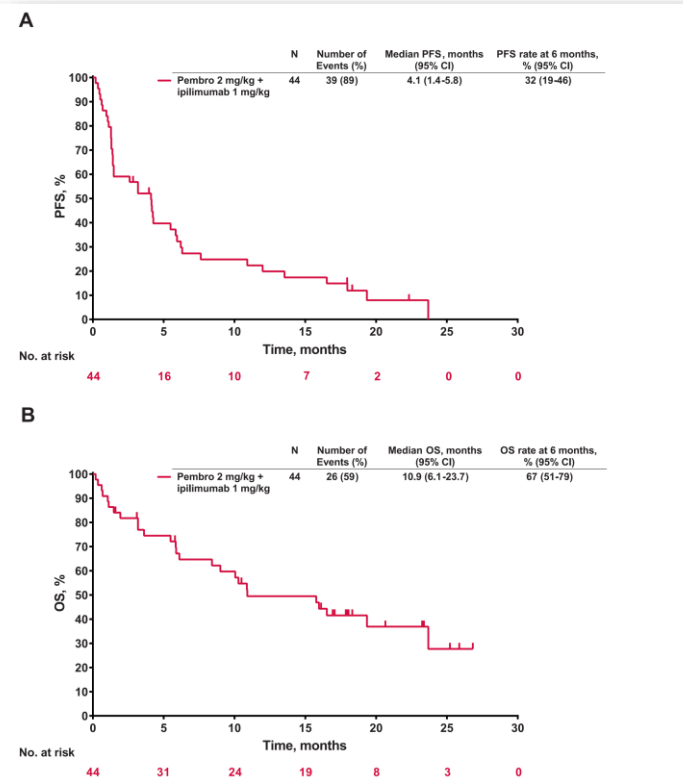 A
N Number of Events (%) Median PFS, months (95% CI) PFS rate at 6 months, % (95% CI)
Pembro 2 mg/kg + ipilimumab 1 mg/kg 44 39 (89) 4.1 (1.4-5.8) 32 (19-46)
PFS, %
100
90
80
70
60
50
40
30
20
10
0
0 5 10 15 20 25 30
Time, months
No. at risk
44 16 10 7 2 0 0
B
N Number of Events (%) Median OS, months (95% CI) OS rate at 6 months, % (95% CI)
Pembro 2 mg/kg + ipilimumab 1 mg/kg 44 26 (59) 10.9 (6.1-23.7) 67 (51-79)
OS, %
100
90
80
70
60
50
40
30
20
10
0
0 5 10 15 20 25 30
Time, months
No. at risk
44 31 24 19 8 3 0